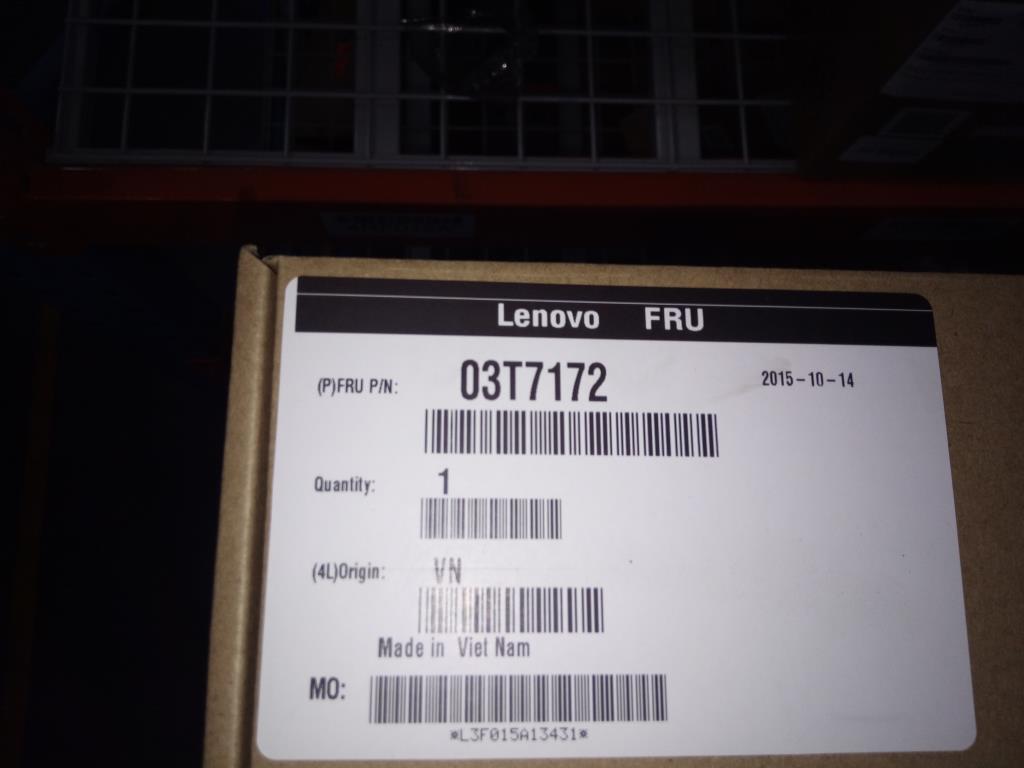 Lenovo FRU
(P)FRU P/N: 03T7172 2015-10-14
Quantity: 1
(4L)Origin: VN
Made in Viet Nam
MO:
*L3F015A13431*